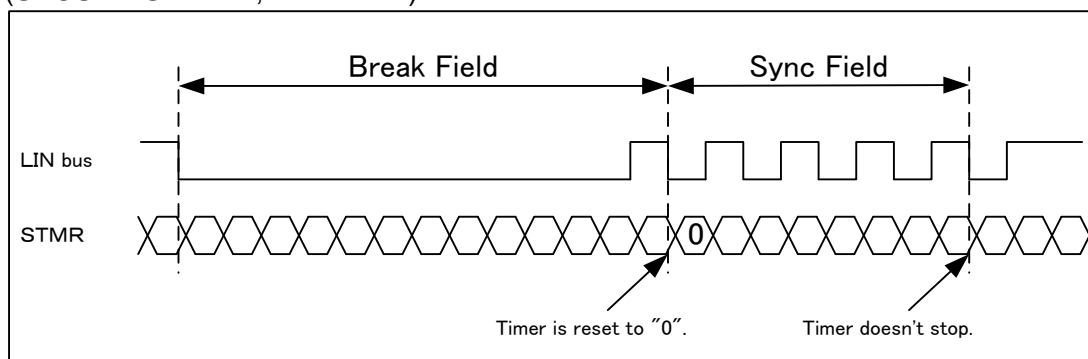 Break Field
Sync Field
LIN bus
STMR
0
Timer is reset to "0".
Timer doesn't stop.